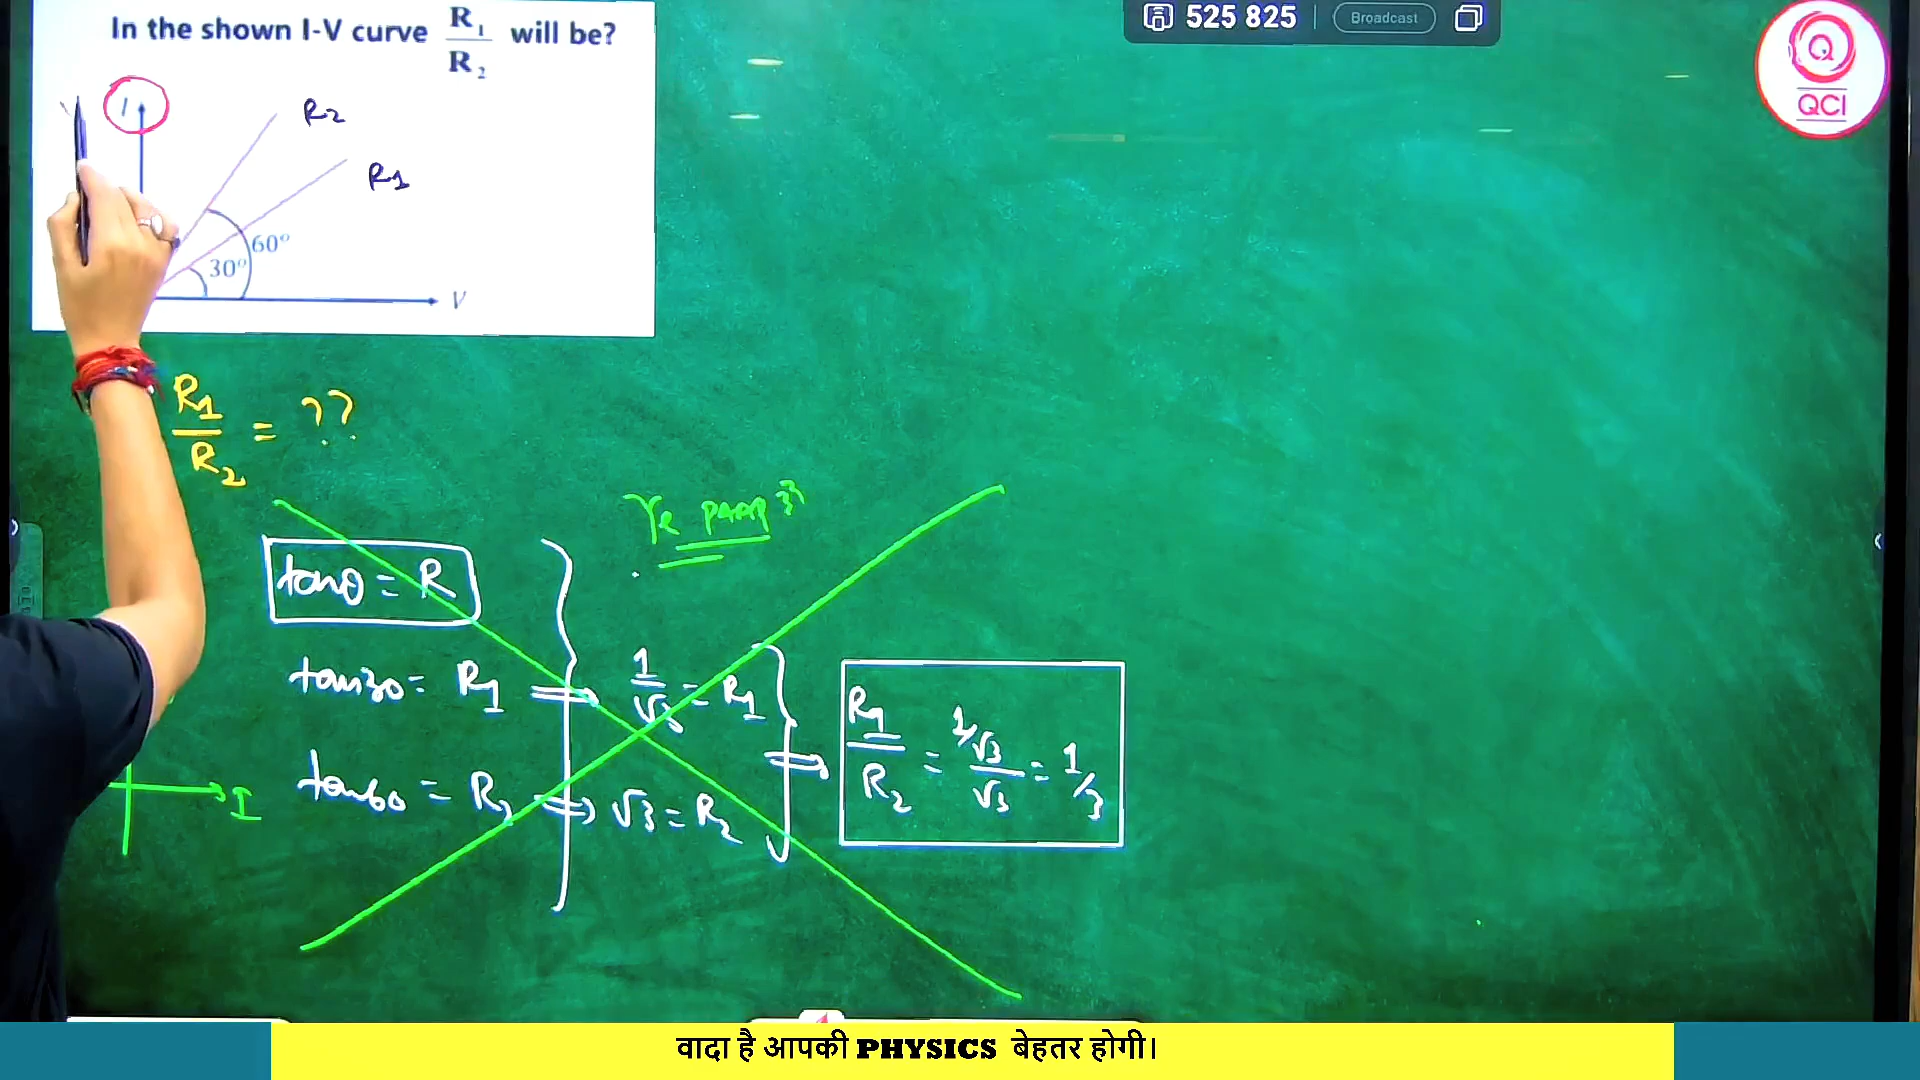 525 825
Broadcast
Q
QCI
In the shown I-V curve R₁/R₂ will be?
I
R2
R1
60°
30°
V
R1/R2 = ??
Ye paap
tanθ = R
tan30 = R1 ⇒ 1/√3 = R1
tan60 = R2 ⇒ √3 = R2
⇒ R1/R2 = 1/√3/√3 = 1/3
I
वादा है आपकी PHYSICS बेहतर होगी।